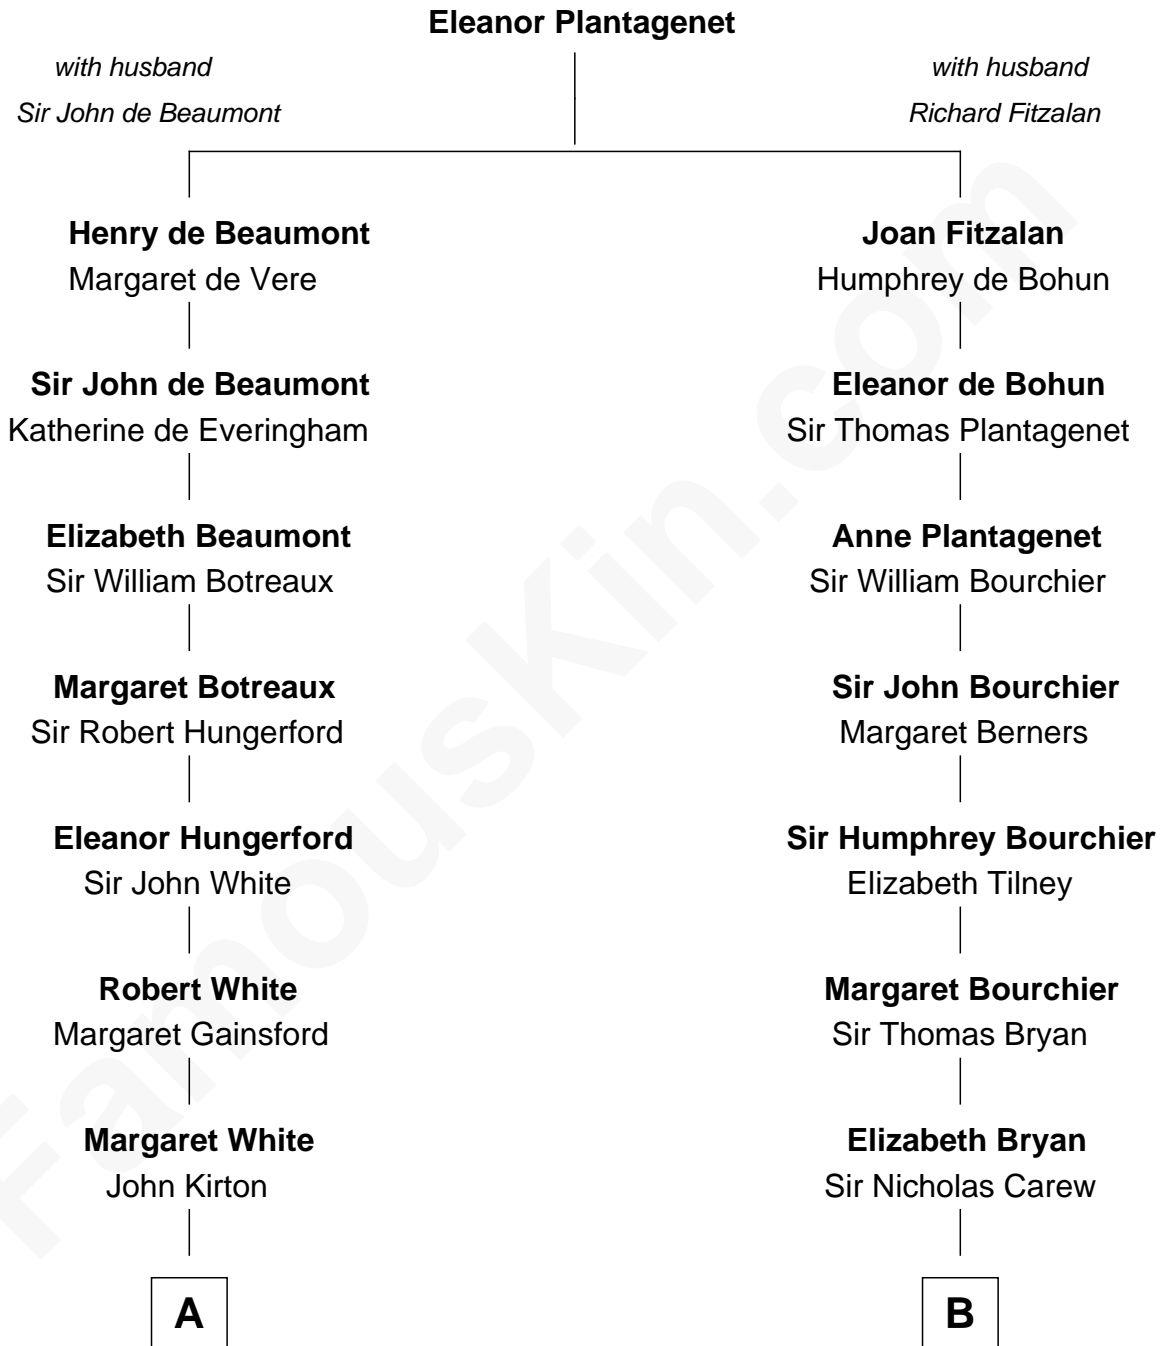 Eleanor Plantagenet
with husband
Sir John de Beaumont
with husband
Richard Fitzalan
Henry de Beaumont
Margaret de Vere
Joan Fitzalan
Humphrey de Bohun
Sir John de Beaumont
Katherine de Everingham
Eleanor de Bohun
Sir Thomas Plantagenet
Elizabeth Beaumont
Sir William Botreaux
Anne Plantagenet
Sir William Bourchier
Margaret Botreaux
Sir Robert Hungerford
Sir John Bourchier
Margaret Berners
Eleanor Hungerford
Sir John White
Sir Humphrey Bourchier
Elizabeth Tilney
Robert White
Margaret Gainsford
Margaret Bourchier
Sir Thomas Bryan
Margaret White
John Kirton
Elizabeth Bryan
Sir Nicholas Carew
A
B
FamousKin.com